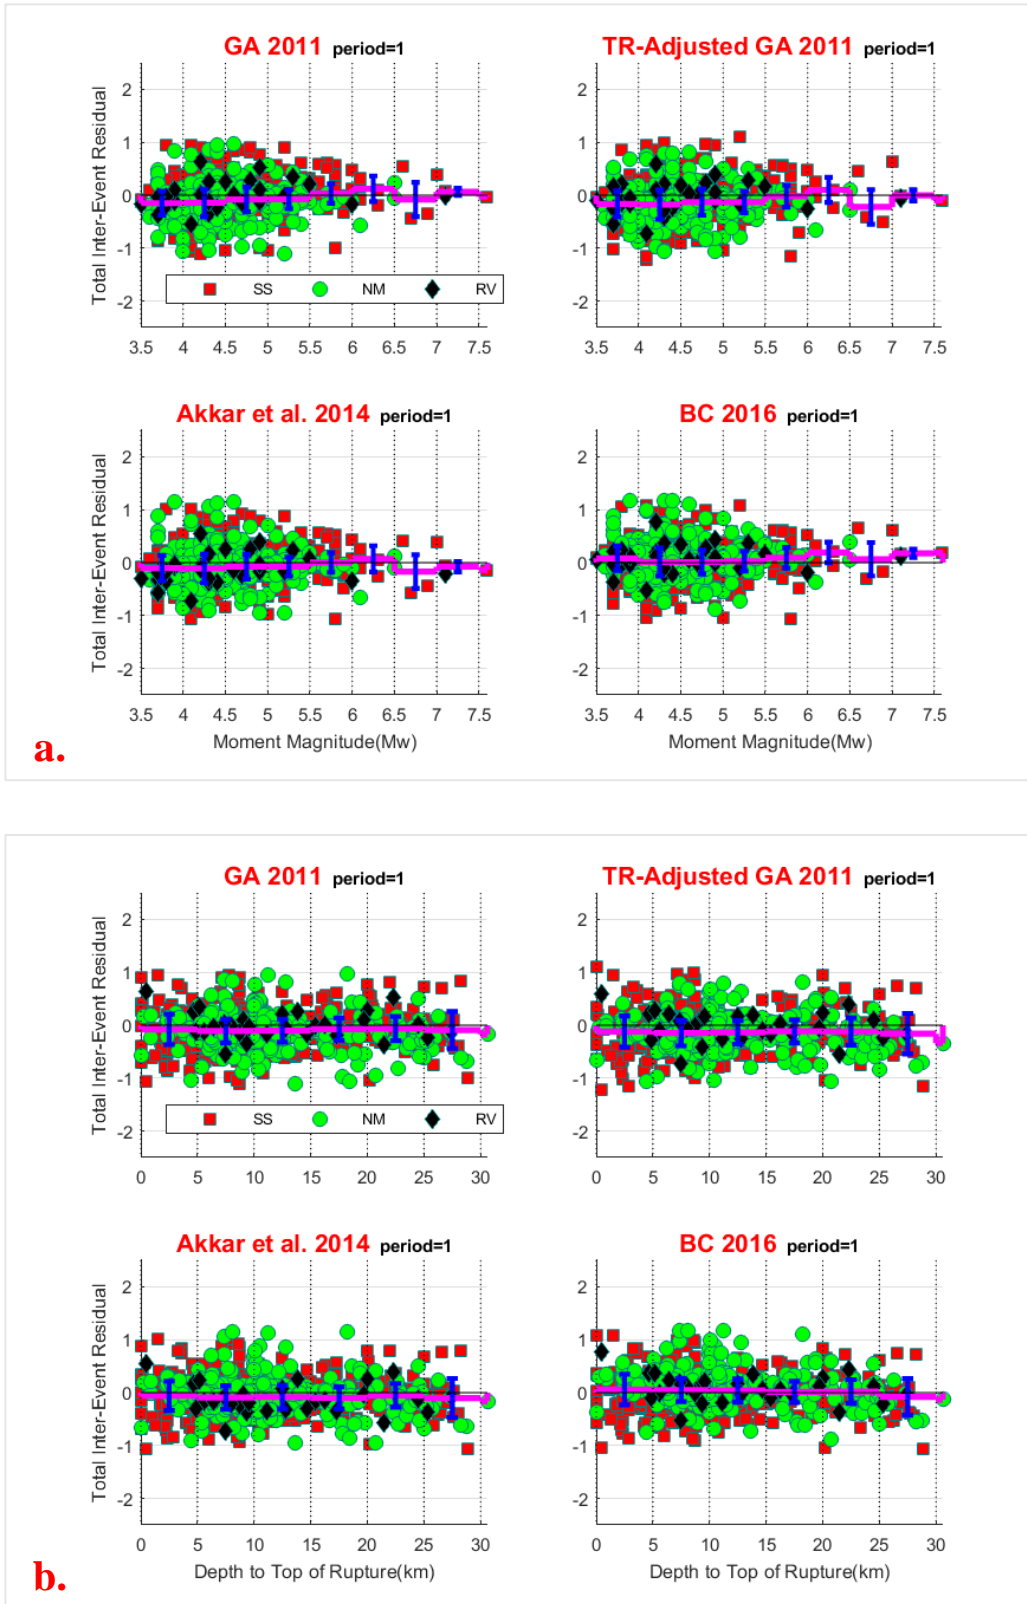 GA 2011 period=1
TR-Adjusted GA 2011 period=1
Total Inter-Event Residual
2
1
0
-1
-2
SS NM RV
3.5 4 4.5 5 5.5 6 6.5 7 7.5
2
1
0
-1
-2
3.5 4 4.5 5 5.5 6 6.5 7 7.5
Akkar et al. 2014 period=1
BC 2016 period=1
Total Inter-Event Residual
2
1
0
-1
-2
3.5 4 4.5 5 5.5 6 6.5 7 7.5
Moment Magnitude(Mw)
2
1
0
-1
-2
3.5 4 4.5 5 5.5 6 6.5 7 7.5
Moment Magnitude(Mw)
a.
GA 2011 period=1
TR-Adjusted GA 2011 period=1
Total Inter-Event Residual
2
1
0
-1
-2
SS NM RV
0 5 10 15 20 25 30
2
1
0
-1
-2
0 5 10 15 20 25 30
Akkar et al. 2014 period=1
BC 2016 period=1
Total Inter-Event Residual
2
1
0
-1
-2
0 5 10 15 20 25 30
Depth to Top of Rupture(km)
2
1
0
-1
-2
0 5 10 15 20 25 30
Depth to Top of Rupture(km)
b.